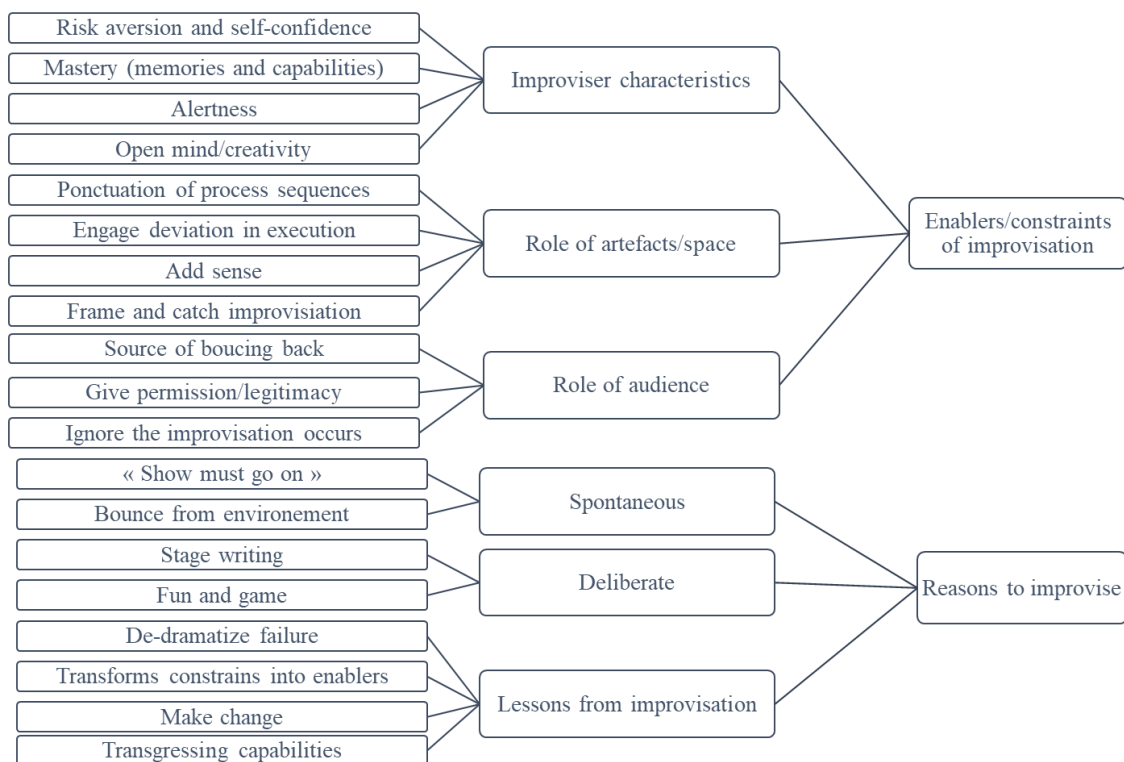 Risk aversion and self-confidence
Mastery (memories and capabilities)
Alertness
Open mind/creativity
Improviser characteristics
Ponctuation of process sequences
Engage deviation in execution
Add sense
Frame and catch improvisiation
Role of artefacts/space
Source of boucing back
Give permission/legitimacy
Ignore the improvisation occurs
Role of audience
Enablers/constraints
of improvisation
« Show must go on »
Bounce from environement
Spontaneous
Stage writing
Fun and game
Deliberate
De-dramatize failure
Transforms constrains into enablers
Make change
Transgressing capabilities
Lessons from improvisation
Reasons to improvise